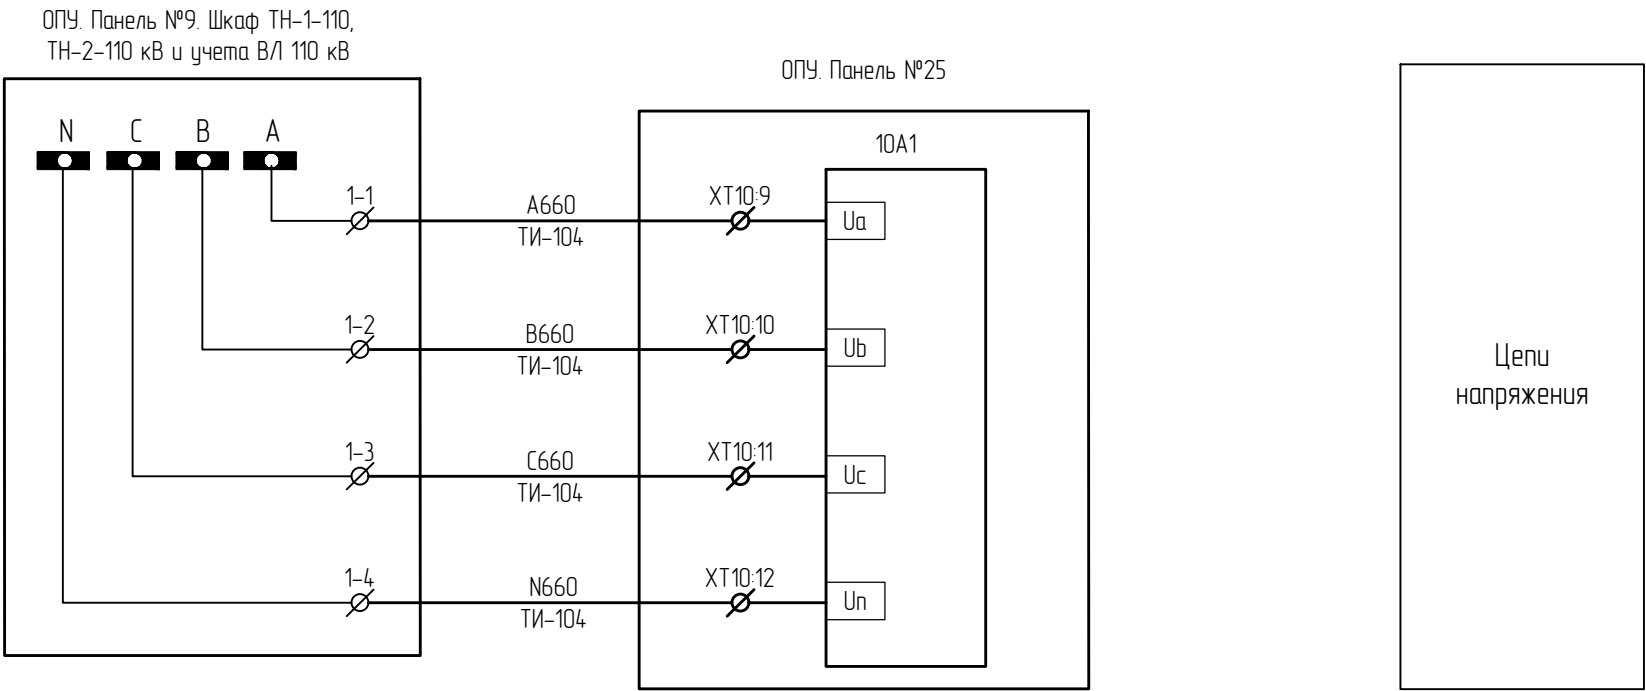 ОПУ. Панель №9. Шкаф ТН-1-110,
ТН-2-110 кВ и учета ВЛ 110 кВ
N C B A
1-1
A660
ТИ-104
1-2
B660
ТИ-104
1-3
C660
ТИ-104
1-4
N660
ТИ-104
ОПУ. Панель №25
10A1
XT10:9
Ua
XT10:10
Ub
XT10:11
Uc
XT10:12
Un
Цепи
напряжения